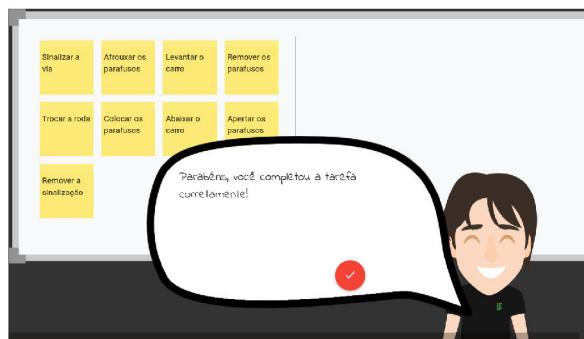 Sinalizar a
via
Afrouxar os
parafusos
Levantar o
carro
Remover os
parafusos
Trocar a roda
Colocar os
parafusos
Abaixar o
carro
Apertar os
parafusos
Remover a
sinalização
Parabéns, você completou a tarefa
corretamente!